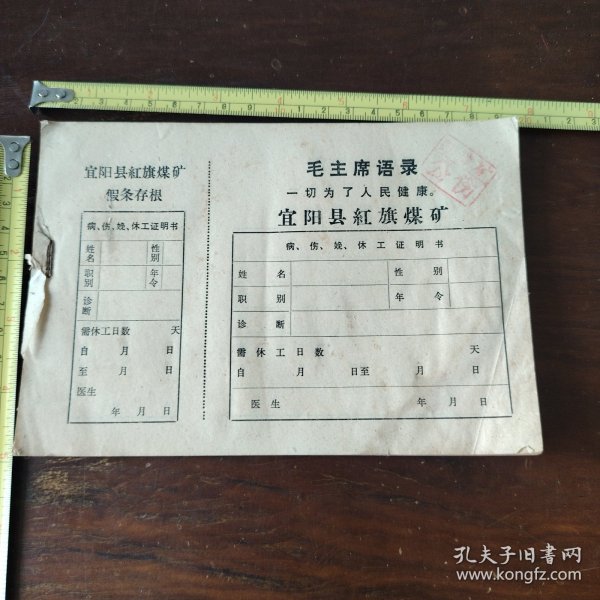 宜阳县紅旗煤矿
假条存根
病、伤、娩、休工证明书
姓名 性别
职别 年令
诊断
需休工日数 天
自 月 日
至 月 日
医生
年 月 日
毛主席语录
一切为了人民健康。
宜阳县紅旗煤矿
病、伤、娩、休工证明书
姓名 性别
职别 年令
诊断
需休工日数 天
自 月 日至 月 日
医生 年 月 日
孔夫子旧书网
www.kongfz.com